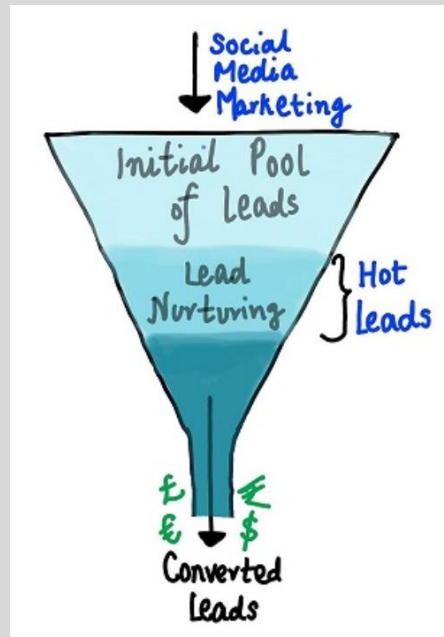 Social
Media
Marketing
Initial Pool
of Leads
Lead
Nurturing
Hot
Leads
£ ₹
€ $
Converted
Leads